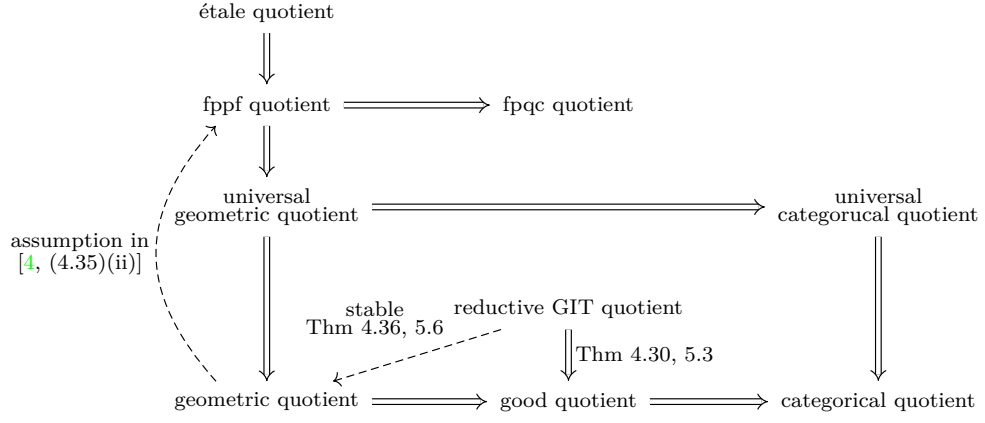 étale quotient
fppf quotient
fpqc quotient
universal
geometric quotient
universal
categorucal quotient
assumption in
[4, (4.35)(ii)]
stable
Thm 4.36, 5.6
reductive GIT quotient
Thm 4.30, 5.3
geometric quotient
good quotient
categorical quotient